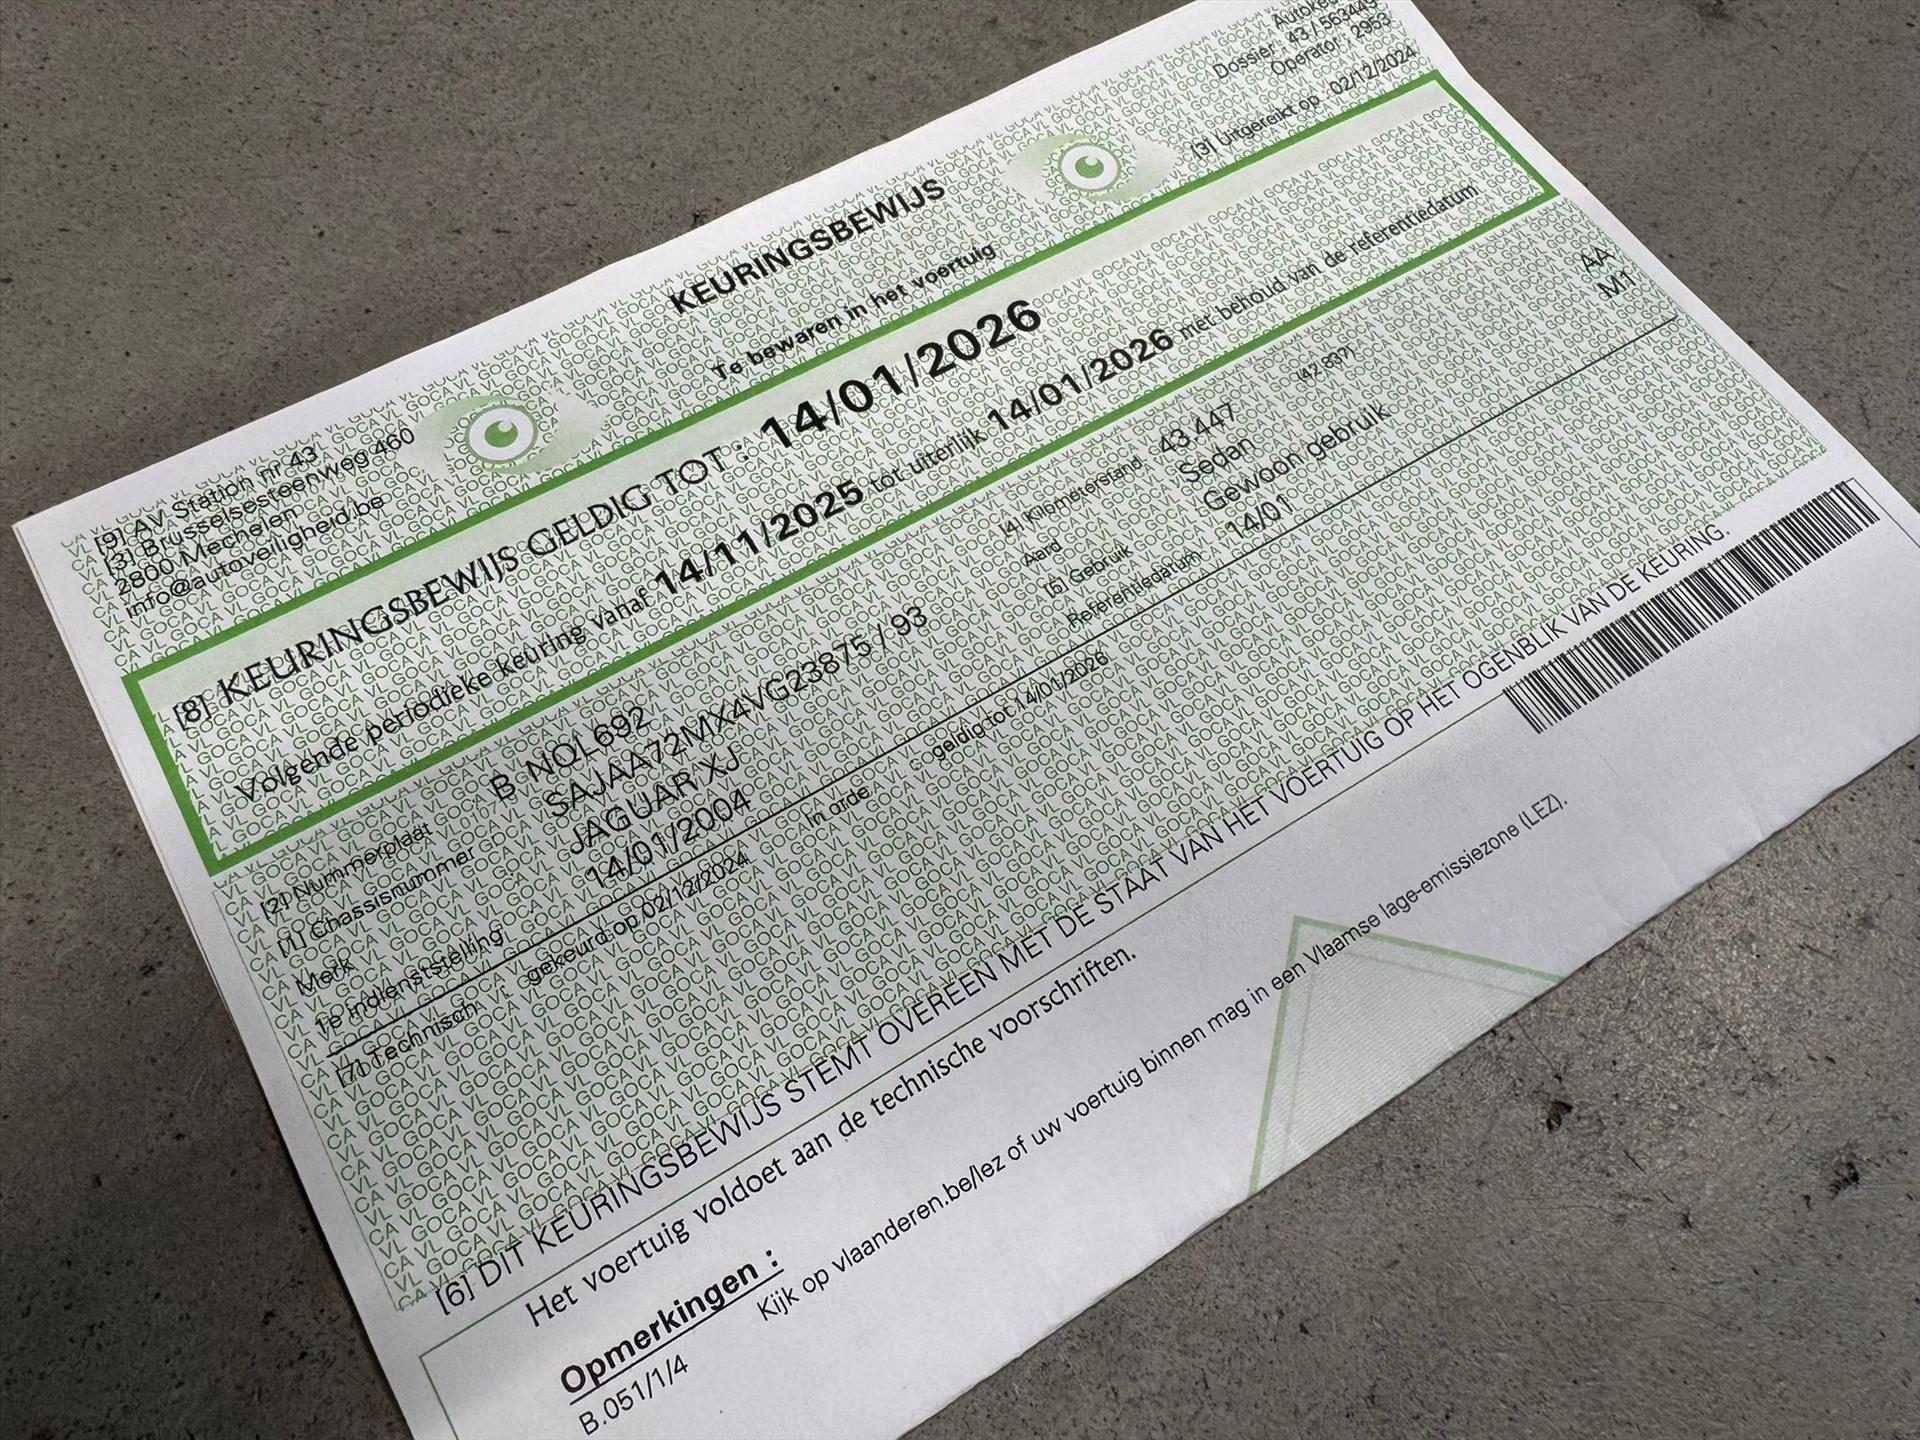 [9] AV Station nr 43
[3] Brusselsesteenweg 460
2800 Mechelen
info@autoveiligheid.be
KEURINGSBEWIJS
Te bewaren in het voertuig
Dossier : 43 / 563449
Operator : 2953
[3] Uitgereikt op 02/12/2024
[8] KEURINGSBEWIJS GELDIG TOT : 14/01/2026
Volgende periodieke keuring vanaf 14/11/2025 tot uiterlijk 14/01/2026 met behoud van de referentiedatum
[2] Nummerplaat B NQL692
[1] Chassisnummer SAJAA72MX4VG23875 / 93
Merk JAGUAR XJ
1e Indienststelling 14/01/2004
[4] Kilometerstand 43.447 (42.837)
Aard Sedan
[5] Gebruik Gewoon gebruik
Referentiedatum 14/01
AA
M1
[7] Technisch gekeurd op 02/12/2024 In orde geldig tot 14/01/2026
[6] DIT KEURINGSBEWIJS STEMT OVEREEN MET DE STAAT VAN HET VOERTUIG OP HET OGENBLIK VAN DE KEURING.
Het voertuig voldoet aan de technische voorschriften.
Opmerkingen :
Kijk op vlaanderen.be/lez of uw voertuig binnen mag in een Vlaamse lage-emissiezone (LEZ).
B.051/1/4